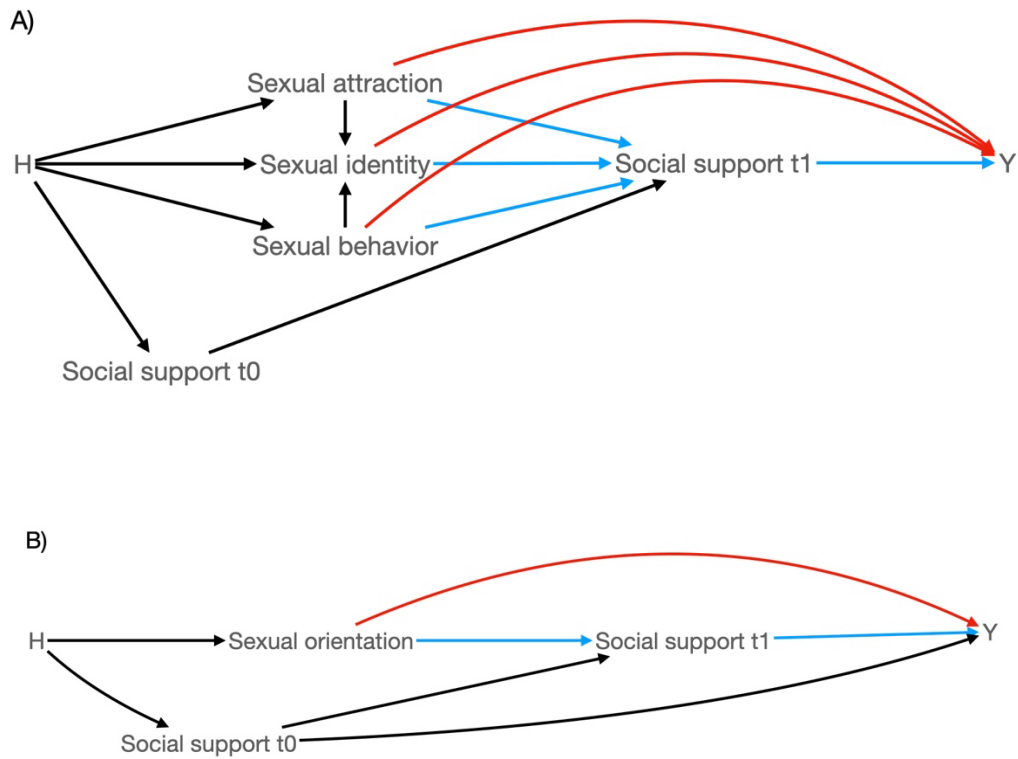 A)
Sexual attraction
H
Sexual identity
Social support t1
Y
Sexual behavior
Social support t0
B)
H
Sexual orientation
Social support t1
Y
Social support t0